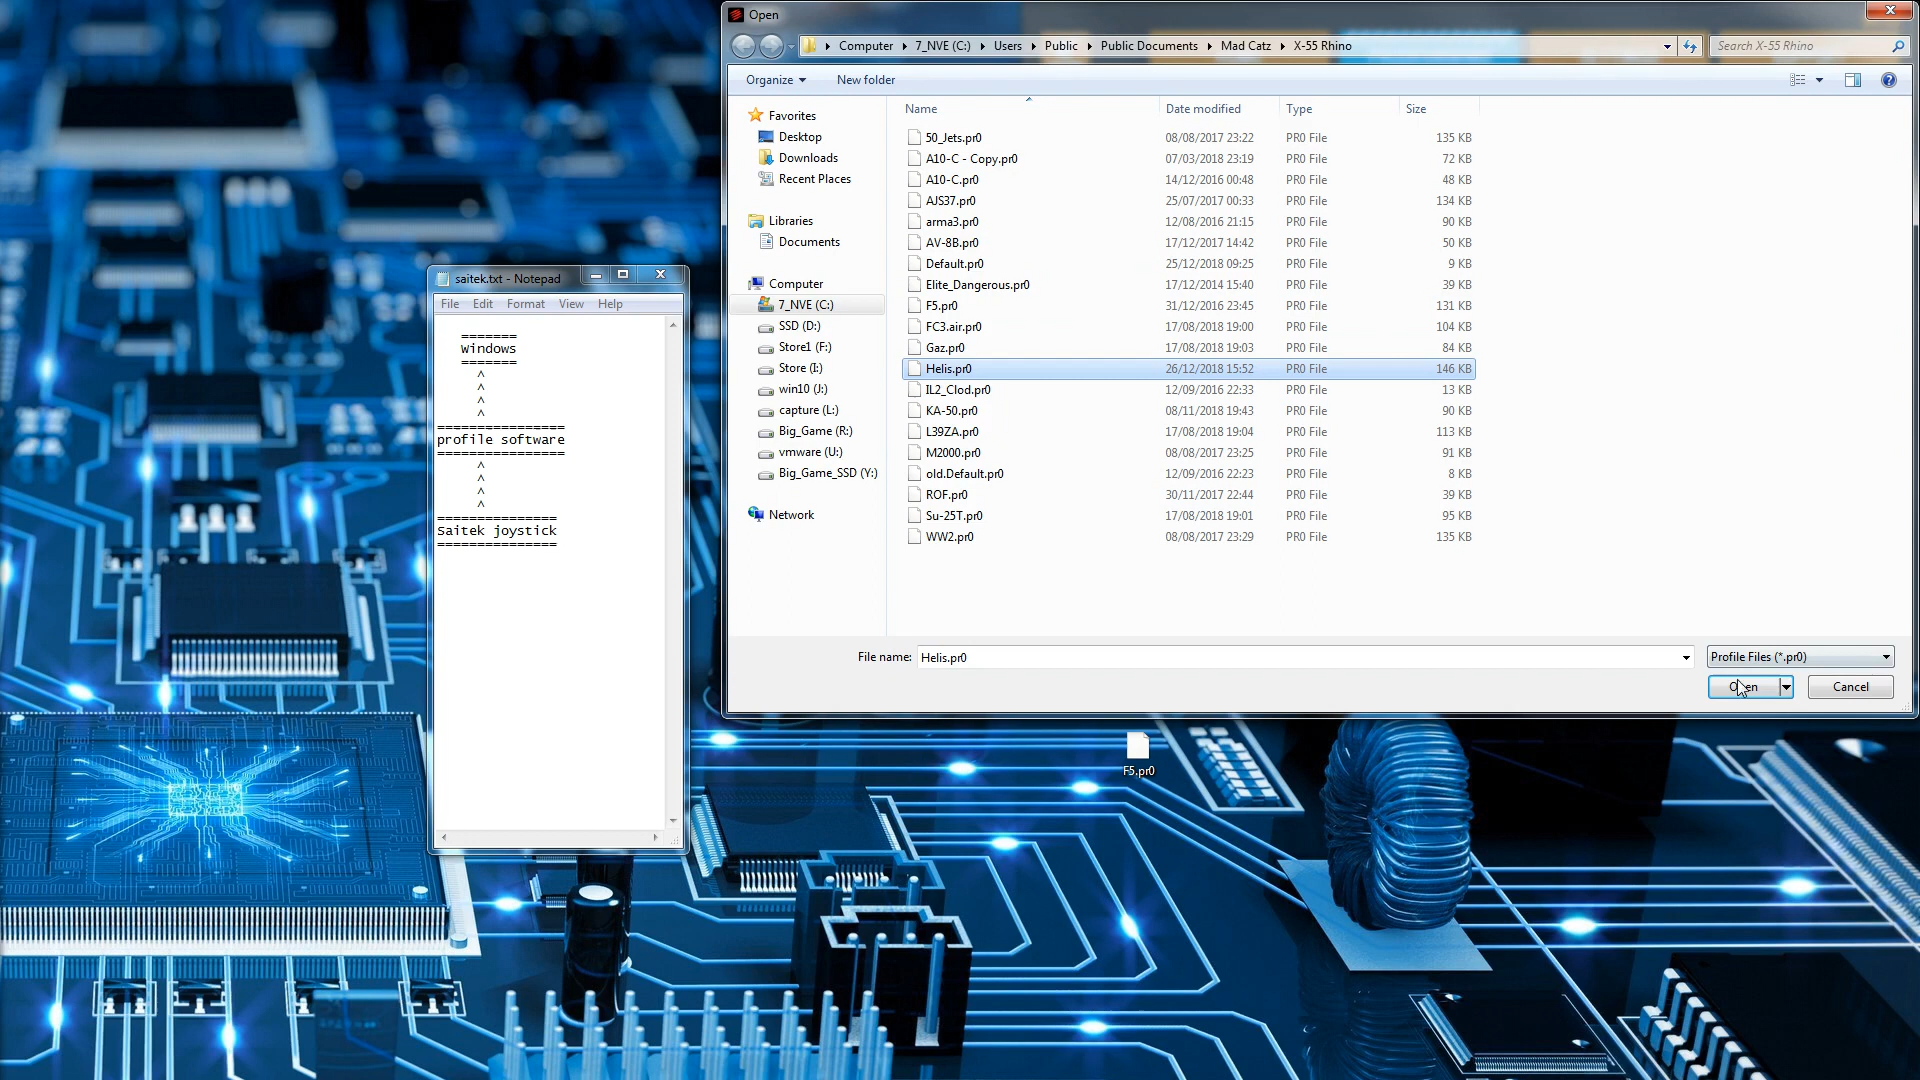 Open
Computer
7_NVE (C:)
Users
Public
Public Documents
Mad Catz
X-55 Rhino
Search X-55 Rhino
Organize
New folder
Favorites
Desktop
Downloads
Recent Places
Libraries
Documents
Computer
7_NVE (C:)
SSD (D:)
Store1 (F:)
Store (I:)
win10 (J:)
capture (L:)
Big_Game (R:)
vmware (U:)
Big_Game_SSD (Y:)
Network
Name Date modified Type Size
50_Jets.pr0 08/08/2017 23:22 PR0 File 135 KB
A10-C - Copy.pr0 07/03/2018 23:19 PR0 File 72 KB
A10-C.pr0 14/12/2016 00:48 PR0 File 48 KB
AJS37.pr0 25/07/2017 00:33 PR0 File 134 KB
arma3.pr0 12/08/2016 21:15 PR0 File 90 KB
AV-8B.pr0 17/12/2017 14:42 PR0 File 50 KB
Default.pr0 25/12/2018 09:25 PR0 File 9 KB
Elite_Dangerous.pr0 17/12/2014 15:40 PR0 File 39 KB
F5.pr0 31/12/2016 23:45 PR0 File 131 KB
FC3.air.pr0 17/08/2018 19:00 PR0 File 104 KB
Gaz.pr0 17/08/2018 19:03 PR0 File 84 KB
Helis.pr0 26/12/2018 15:52 PR0 File 146 KB
IL2_Clod.pr0 12/09/2016 22:33 PR0 File 13 KB
KA-50.pr0 08/11/2018 19:43 PR0 File 90 KB
L39ZA.pr0 17/08/2018 19:04 PR0 File 113 KB
M2000.pr0 08/08/2017 23:25 PR0 File 91 KB
old.Default.pr0 12/09/2016 22:23 PR0 File 8 KB
ROF.pr0 30/11/2017 22:44 PR0 File 39 KB
Su-25T.pr0 17/08/2018 19:01 PR0 File 95 KB
WW2.pr0 08/08/2017 23:29 PR0 File 135 KB
File name: Helis.pr0
Profile Files (*.pr0)
Open
Cancel
saitek.txt - Notepad
File Edit Format View Help
=======
Windows
=======
^
^
^
^
================
profile software
================
^
^
^
^
===============
Saitek joystick
===============
F5.pr0